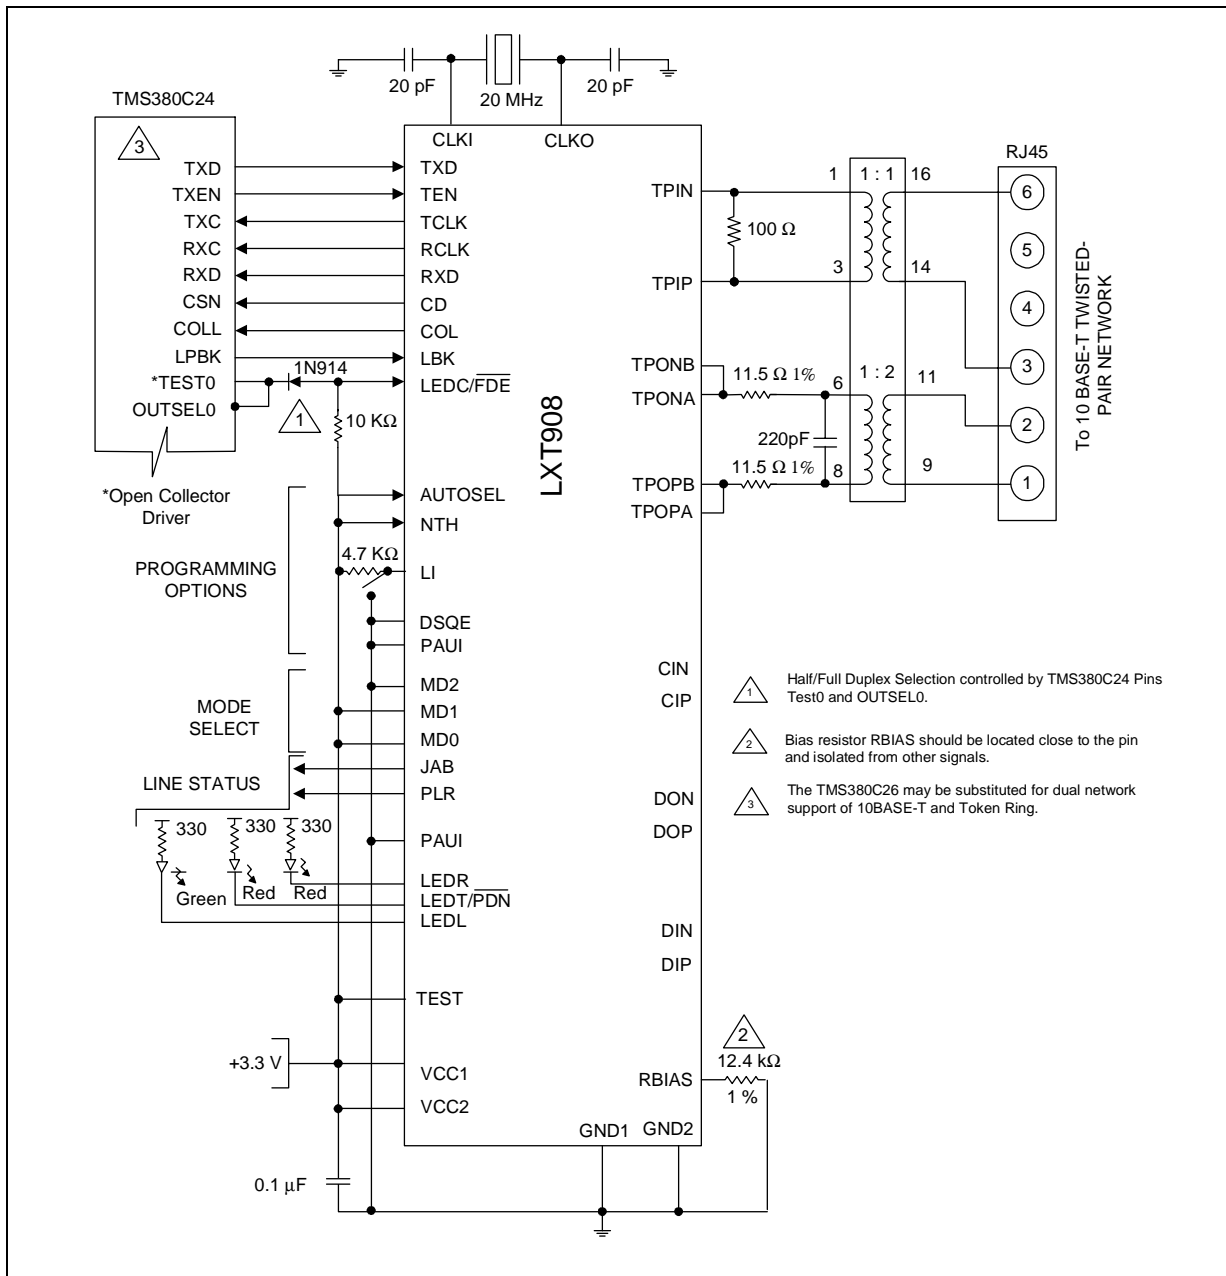 20 pF
20 MHz
20 pF
TMS380C24
3
TXD
TXEN
TXC
RXC
RXD
CSN
COLL
LPBK
*TEST0
OUTSEL0
*Open Collector
Driver
1N914
1
10 KΩ
CLKI
CLKO
TXD
TEN
TCLK
RCLK
RXD
CD
COL
LBK
LEDC/FDE
AUTOSEL
NTH
4.7 KΩ
LI
DSQE
PAUI
MD2
MD1
MD0
JAB
PLR
PAUI
LEDR
LEDT/PDN
LEDL
TEST
VCC1
VCC2
PROGRAMMING
OPTIONS
MODE
SELECT
LINE STATUS
330
330
330
Green
Red
Red
+3.3 V
0.1 µF
LXT908
TPIN
TPIP
TPONB
TPONA
TPOPB
TPOPA
CIN
CIP
DON
DOP
DIN
DIP
RBIAS
GND1
GND2
100 Ω
1
1 : 1
16
3
14
11.5 Ω 1%
6
1 : 2
11
220pF
11.5 Ω 1%
8
9
RJ45
6
5
4
3
2
1
To 10 BASE-T TWISTED-
PAIR NETWORK
1
Half/Full Duplex Selection controlled by TMS380C24 Pins
Test0 and OUTSEL0.
2
Bias resistor RBIAS should be located close to the pin
and isolated from other signals.
3
The TMS380C26 may be substituted for dual network
support of 10BASE-T and Token Ring.
2
12.4 kΩ
1 %